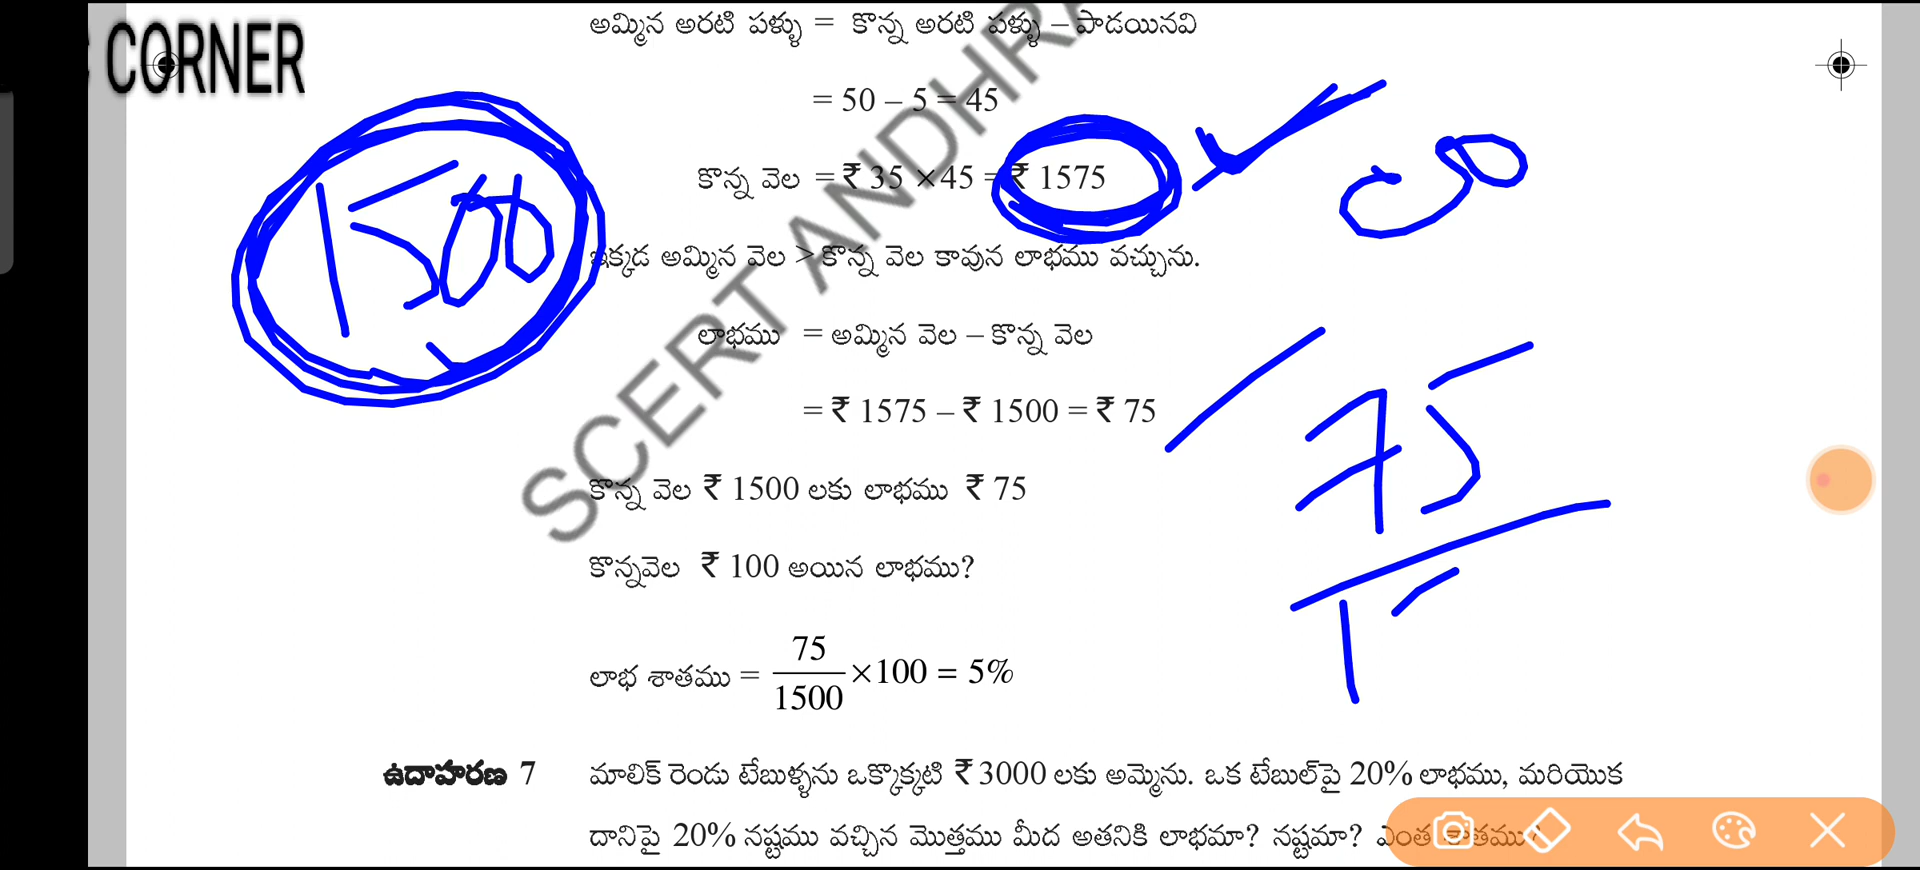 అమ్మిన అరటి పళ్ళు = కొన్న అరటి పళ్ళు – పాడయినవి
CORNER
= 50 – 5 = 45
కొన్న వెల = ₹ 35 ×45 = ₹ 1575
1500
ఇక్కడ అమ్మిన వెల > కొన్న వెల కావున లాభము వచ్చును.
లాభము = అమ్మిన వెల – కొన్న వెల
= ₹ 1575 – ₹ 1500 = ₹ 75
75
కొన్న వెల ₹ 1500 లకు లాభము ₹ 75
కొన్నవెల ₹ 100 అయిన లాభము?
లాభ శాతము = 75/1500 ×100 = 5%
ఉదాహరణ 7 మాలిక్ రెండు టేబుళ్ళను ఒక్కొక్కటి ₹ 3000 లకు అమ్మెను. ఒక టేబుల్‌పై 20% లాభము, మరియొక
దానిపై 20% నష్టము వచ్చిన మొత్తము మీద అతనికి లాభమా? నష్టమా? ఎంత
SCERT ANDHRA